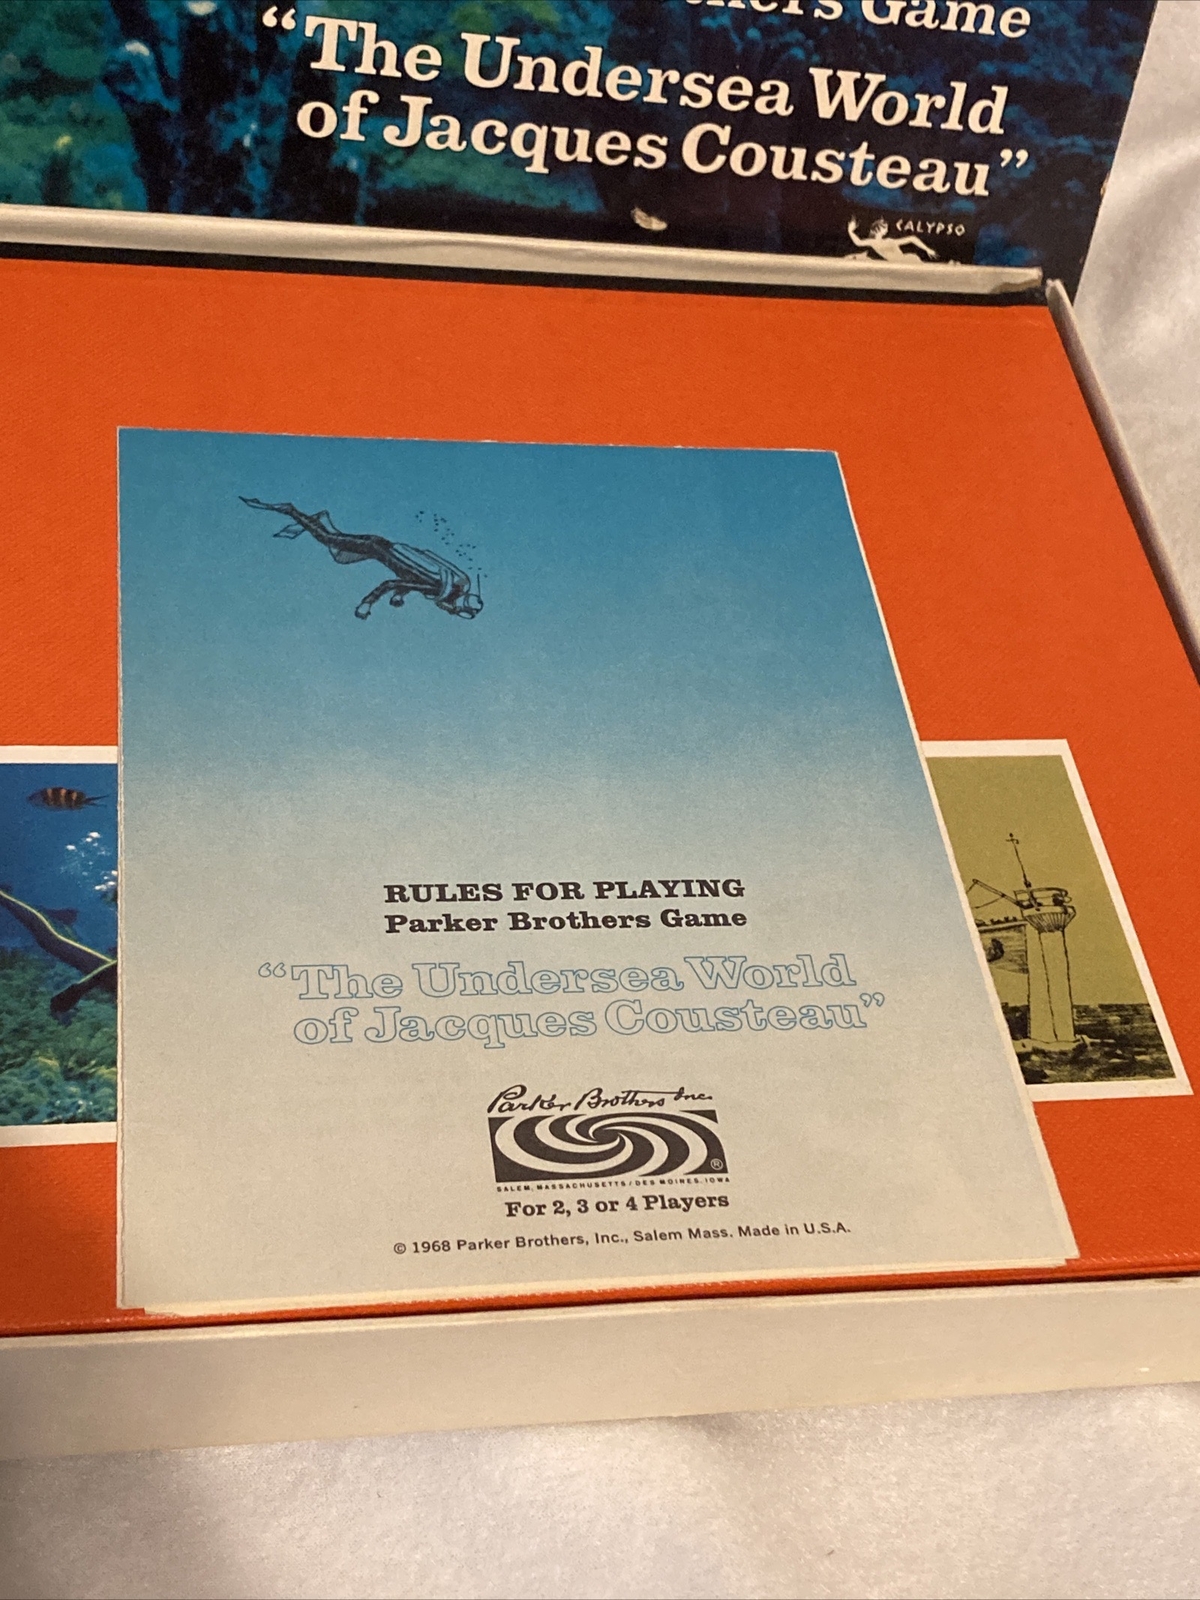 Game
“The Undersea World
of Jacques Cousteau”
CALYPSO
RULES FOR PLAYING
Parker Brothers Game
“The Undersea World
of Jacques Cousteau”
Parker Brothers Inc.
®
SALEM, MASSACHUSETTS / DES MOINES, IOWA
For 2, 3 or 4 Players
© 1968 Parker Brothers, Inc., Salem Mass. Made in U.S.A.